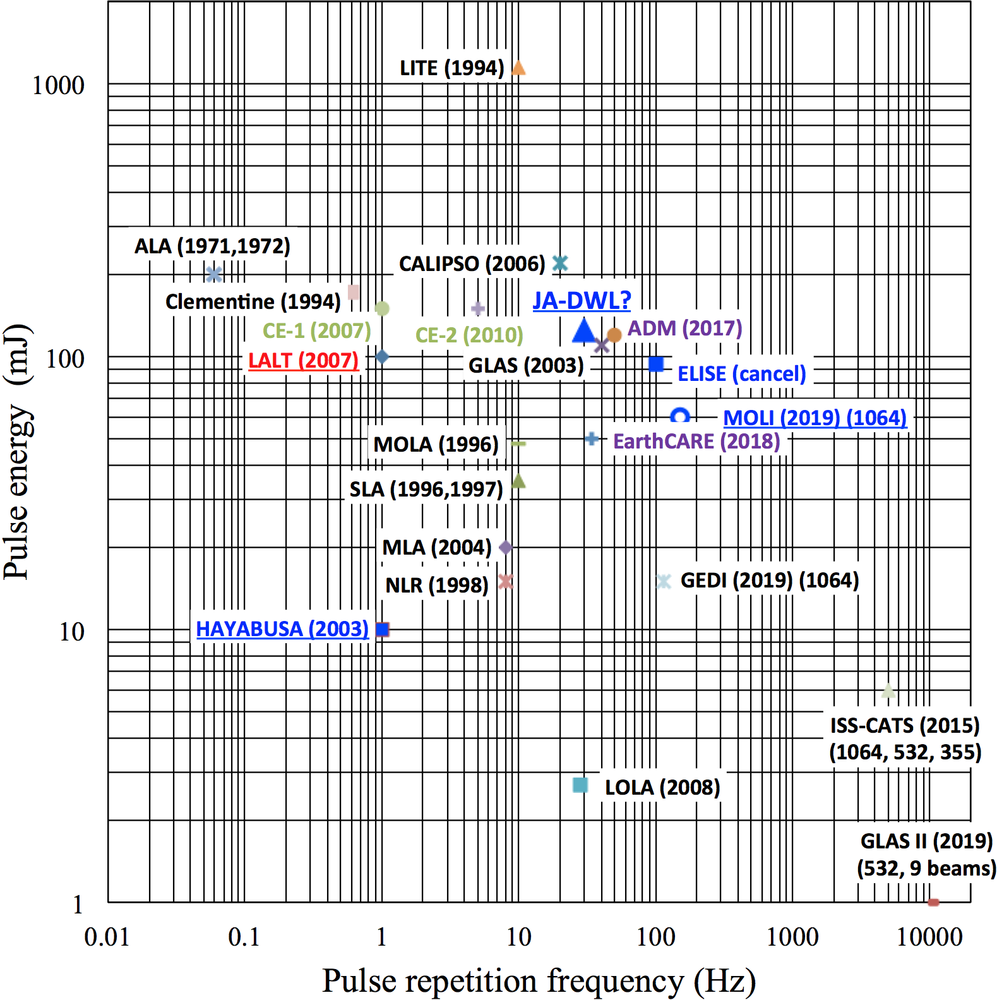 LITE (1994)
1000
ALA (1971,1972)
CALIPSO (2006)
Clementine (1994)
JA-DWL?
CE-1 (2007)
CE-2 (2010)
ADM (2017)
LALT (2007)
GLAS (2003)
ELISE (cancel)
100
MOLI (2019) (1064)
MOLA (1996)
EarthCARE (2018)
SLA (1996,1997)
Pulse energy (mJ)
MLA (2004)
NLR (1998)
GEDI (2019) (1064)
HAYABUSA (2003)
10
ISS-CATS (2015)
(1064, 532, 355)
LOLA (2008)
GLAS II (2019)
(532, 9 beams)
1
0.01 0.1 1 10 100 1000 10000
Pulse repetition frequency (Hz)